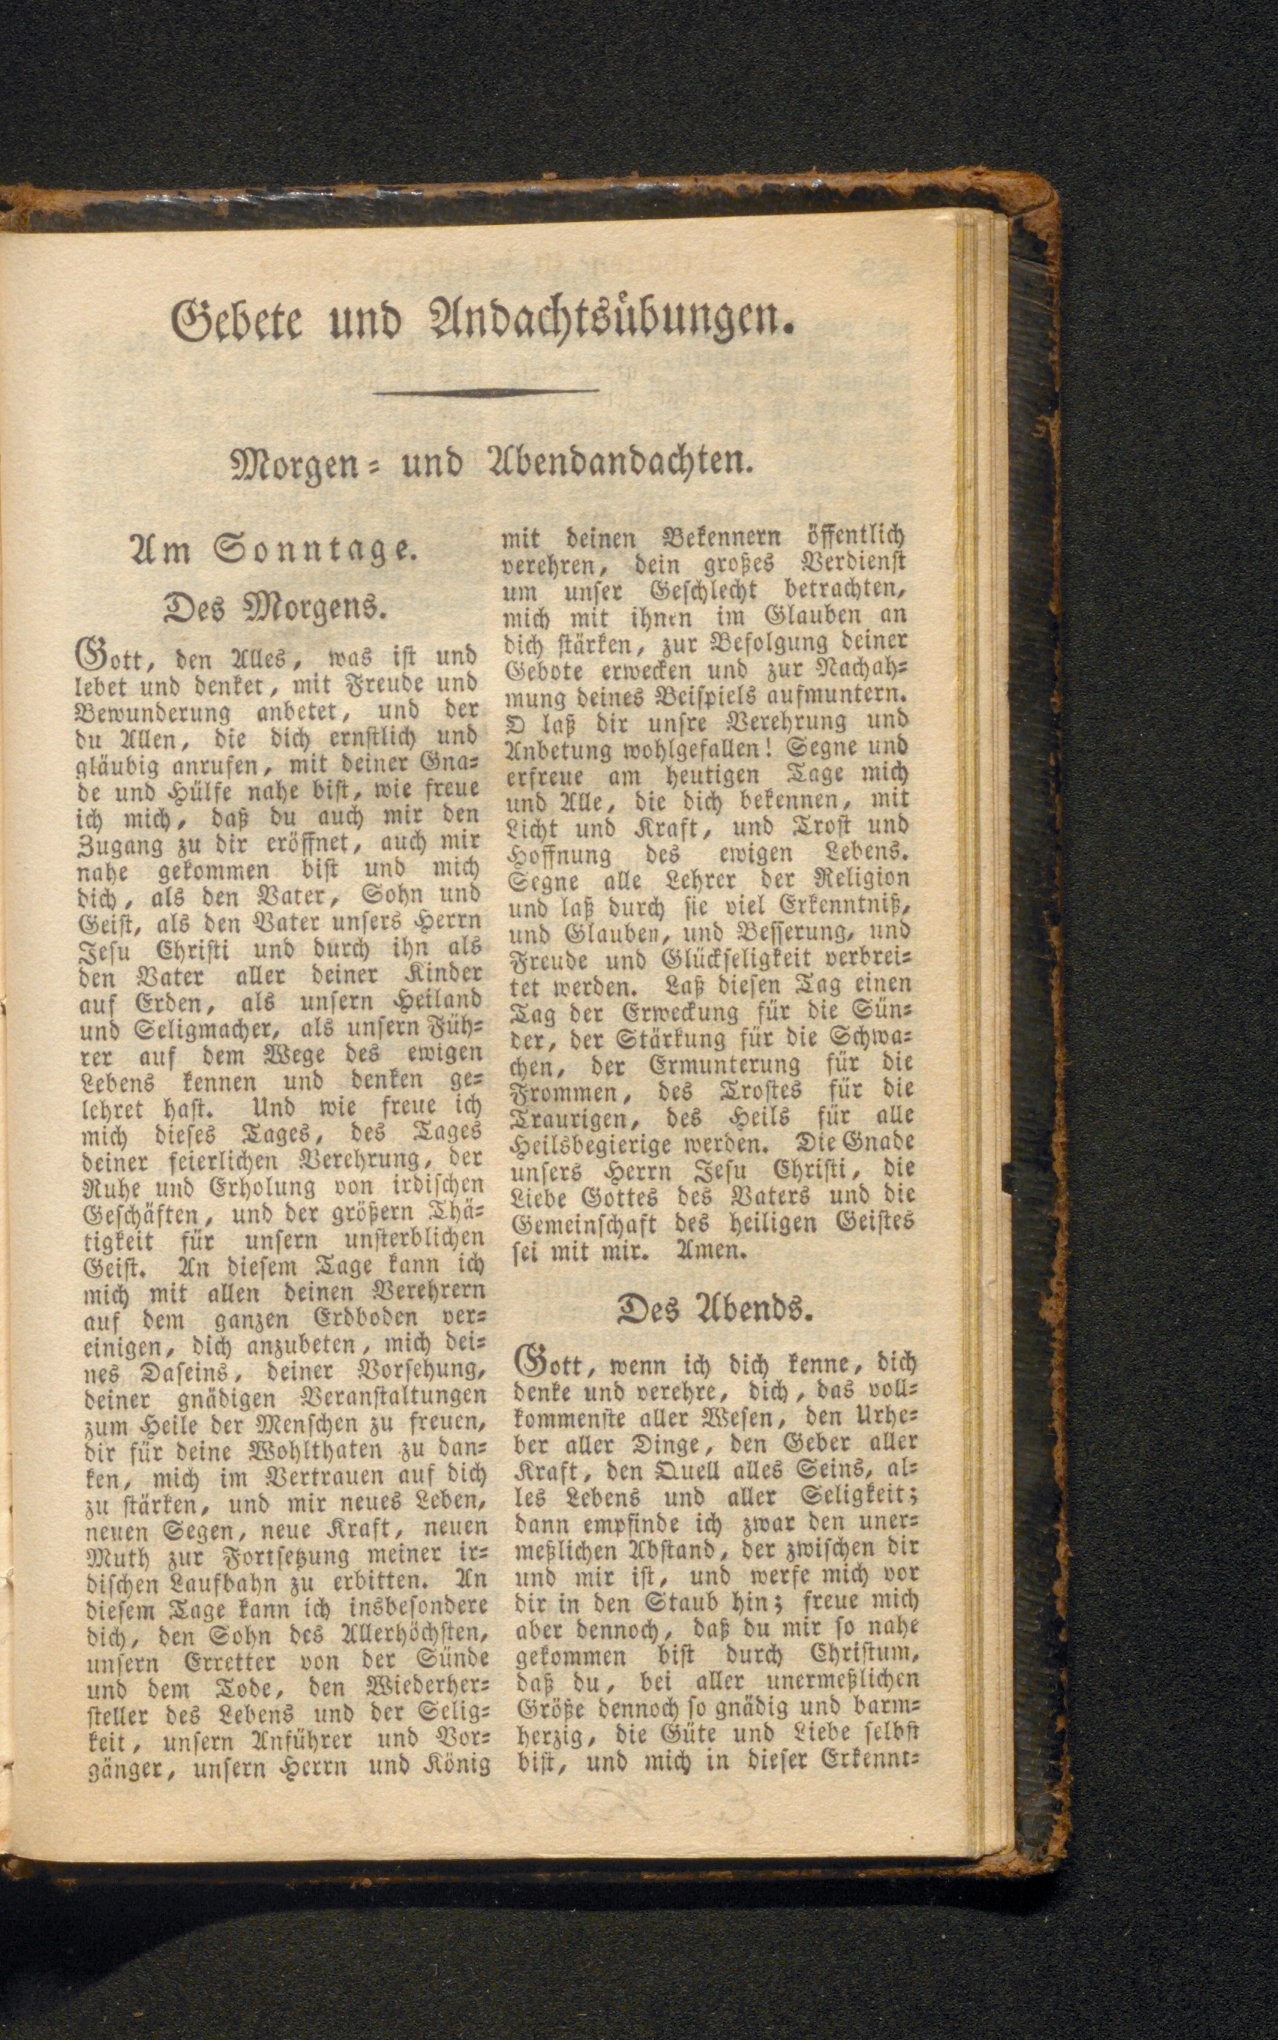 Gebete und Andachtsübungen.
Morgen- und Abendandachten.
Am Sonntage.
Des Morgens.
Gott, den Alles, was ist und
lebet und denket, mit Freude und
Bewunderung anbetet, und der
du Allen, die dich ernstlich und
gläubig anrufen, mit deiner Gna-
de und Hülfe nahe bist, wie freue
ich mich, daß du auch mir den
Zugang zu dir eröffnet, auch mir
nahe gekommen bist und mich
dich, als den Vater, Sohn und
Geist, als den Vater unsers Herrn
Jesu Christi und durch ihn als
den Vater aller deiner Kinder
auf Erden, als unsern Heiland
und Seligmacher, als unsern Füh-
rer auf dem Wege des ewigen
Lebens kennen und denken ge-
lehret hast. Und wie freue ich
mich dieses Tages, des Tages
deiner feierlichen Verehrung, der
Ruhe und Erholung von irdischen
Geschäften, und der größern Thä-
tigkeit für unsern unsterblichen
Geist. An diesem Tage kann ich
mich mit allen deinen Verehrern
auf dem ganzen Erdboden ver-
einigen, dich anzubeten, mich dei-
nes Daseins, deiner Vorsehung,
deiner gnädigen Veranstaltungen
zum Heile der Menschen zu freuen,
dir für deine Wohlthaten zu dan-
ken, mich im Vertrauen auf dich
zu stärken, und mir neues Leben,
neuen Segen, neue Kraft, neuen
Muth zur Fortsetzung meiner ir-
dischen Laufbahn zu erbitten. An
diesem Tage kann ich insbesondere
dich, den Sohn des Allerhöchsten,
unsern Erretter von der Sünde
und dem Tode, den Wiederher-
steller des Lebens und der Selig-
keit, unsern Anführer und Vor-
gänger, unsern Herrn und König
mit deinen Bekennern öffentlich
verehren, dein großes Verdienst
um unser Geschlecht betrachten,
mich mit ihnen im Glauben an
dich stärken, zur Befolgung deiner
Gebote erwecken und zur Nachah-
mung deines Beispiels aufmuntern.
O laß dir unsre Verehrung und
Anbetung wohlgefallen! Segne und
erfreue am heutigen Tage mich
und Alle, die dich bekennen, mit
Licht und Kraft, und Trost und
Hoffnung des ewigen Lebens.
Segne alle Lehrer der Religion
und laß durch sie viel Erkenntniß,
und Glauben, und Besserung, und
Freude und Glückseligkeit verbrei-
tet werden. Laß diesen Tag einen
Tag der Erweckung für die Sün-
der, der Stärkung für die Schwa-
chen, der Ermunterung für die
Frommen, des Trostes für die
Traurigen, des Heils für alle
Heilsbegierige werden. Die Gnade
unsers Herrn Jesu Christi, die
Liebe Gottes des Vaters und die
Gemeinschaft des heiligen Geistes
sei mit mir. Amen.
Des Abends.
Gott, wenn ich dich kenne, dich
denke und verehre, dich, das voll-
kommenste aller Wesen, den Urhe-
ber aller Dinge, den Geber aller
Kraft, den Quell alles Seins, al-
les Lebens und aller Seligkeit;
dann empfinde ich zwar den uner-
meßlichen Abstand, der zwischen dir
und mir ist, und werfe mich vor
dir in den Staub hin; freue mich
aber dennoch, daß du mir so nahe
gekommen bist durch Christum,
daß du, bei aller unermeßlichen
Größe dennoch so gnädig und barm-
herzig, die Güte und Liebe selbst
bist, und mich in dieser Erkennt-